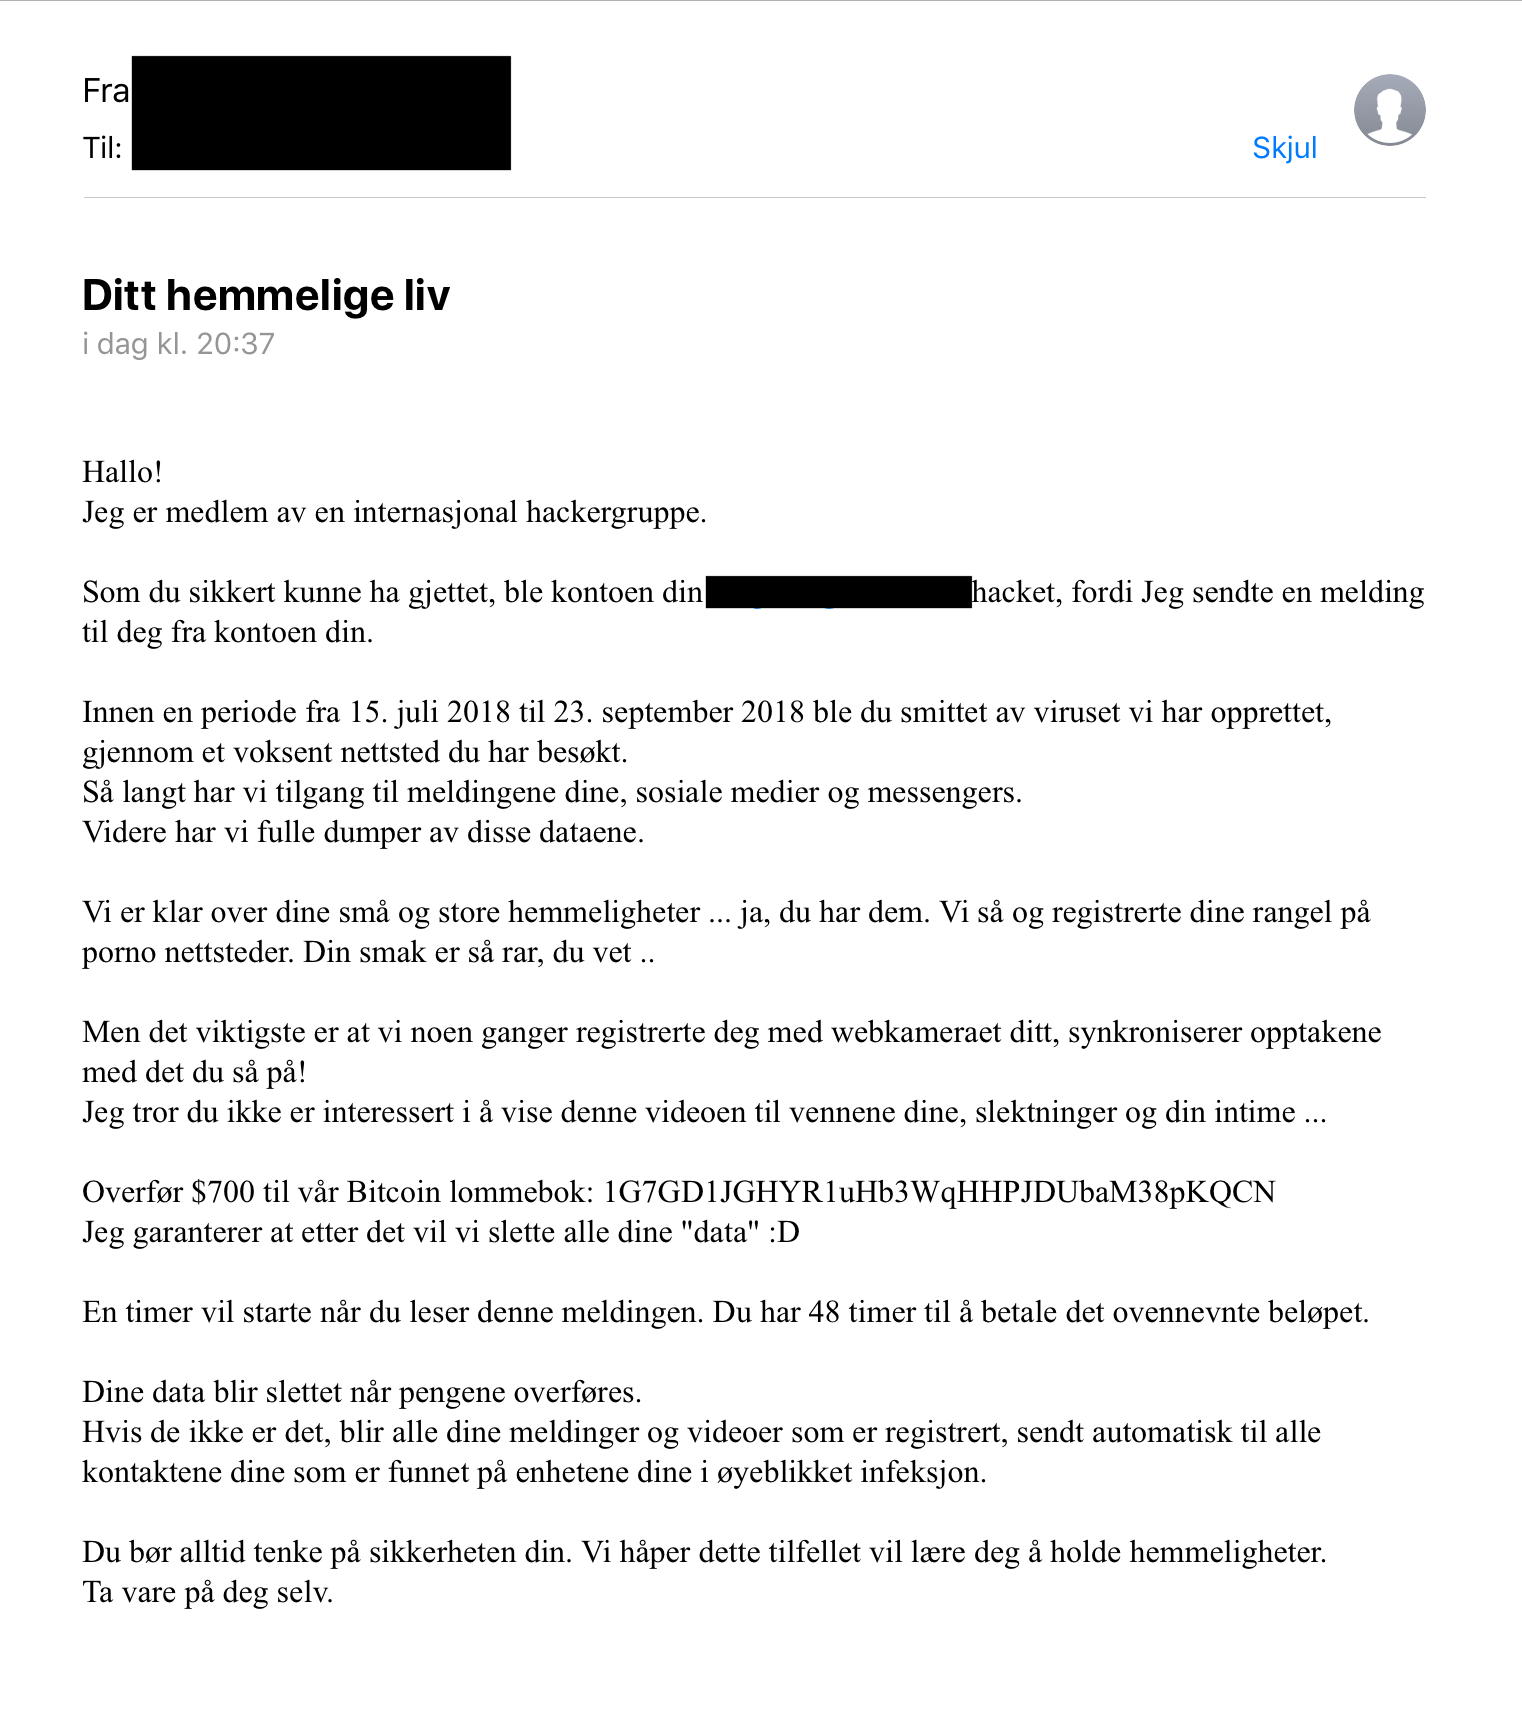 Fra
Til:
Skjul
Ditt hemmelige liv
i dag kl. 20:37
Hallo!
Jeg er medlem av en internasjonal hackergruppe.
Som du sikkert kunne ha gjettet, ble kontoen din hacket, fordi Jeg sendte en melding
til deg fra kontoen din.
Innen en periode fra 15. juli 2018 til 23. september 2018 ble du smittet av viruset vi har opprettet,
gjennom et voksent nettsted du har besøkt.
Så langt har vi tilgang til meldingene dine, sosiale medier og messengers.
Videre har vi fulle dumper av disse dataene.
Vi er klar over dine små og store hemmeligheter ... ja, du har dem. Vi så og registrerte dine rangel på
porno nettsteder. Din smak er så rar, du vet ..
Men det viktigste er at vi noen ganger registrerte deg med webkameraet ditt, synkroniserer opptakene
med det du så på!
Jeg tror du ikke er interessert i å vise denne videoen til vennene dine, slektninger og din intime ...
Overfør $700 til vår Bitcoin lommebok: 1G7GD1JGHYR1uHb3WqHHPJDUbaM38pKQCN
Jeg garanterer at etter det vil vi slette alle dine "data" :D
En timer vil starte når du leser denne meldingen. Du har 48 timer til å betale det ovennevnte beløpet.
Dine data blir slettet når pengene overføres.
Hvis de ikke er det, blir alle dine meldinger og videoer som er registrert, sendt automatisk til alle
kontaktene dine som er funnet på enhetene dine i øyeblikket infeksjon.
Du bør alltid tenke på sikkerheten din. Vi håper dette tilfellet vil lære deg å holde hemmeligheter.
Ta vare på deg selv.